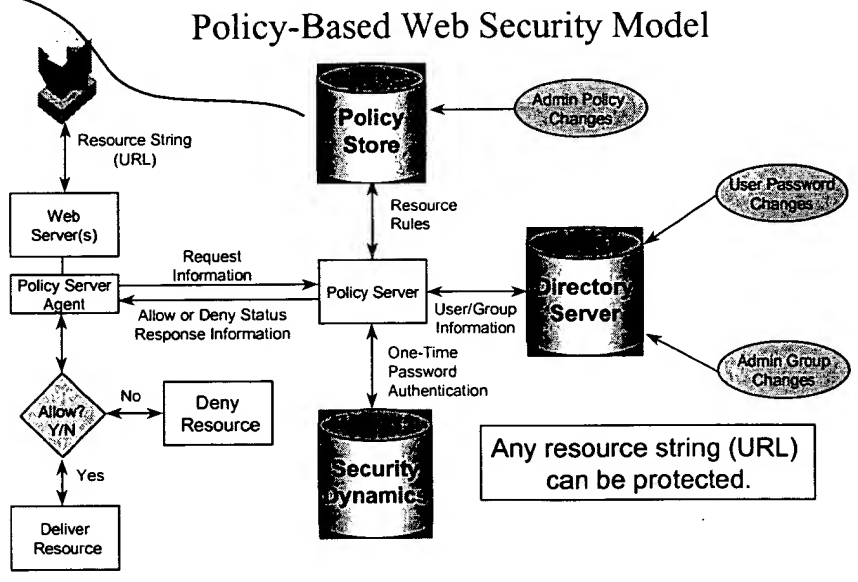 Policy-Based Web Security Model
Resource String
(URL)
Policy
Store
Admin Policy
Changes
User Password
Changes
Web
Server(s)
Resource
Rules
Request
Information
Policy Server
Agent
Policy Server
Directory
Server
Allow or Deny Status
Response Information
User/Group
Information
One-Time
Password
Authentication
Admin Group
Changes
Allow?
Y/N
No
Deny
Resource
Yes
Security
Dynamics
Any resource string (URL)
can be protected.
Deliver
Resource